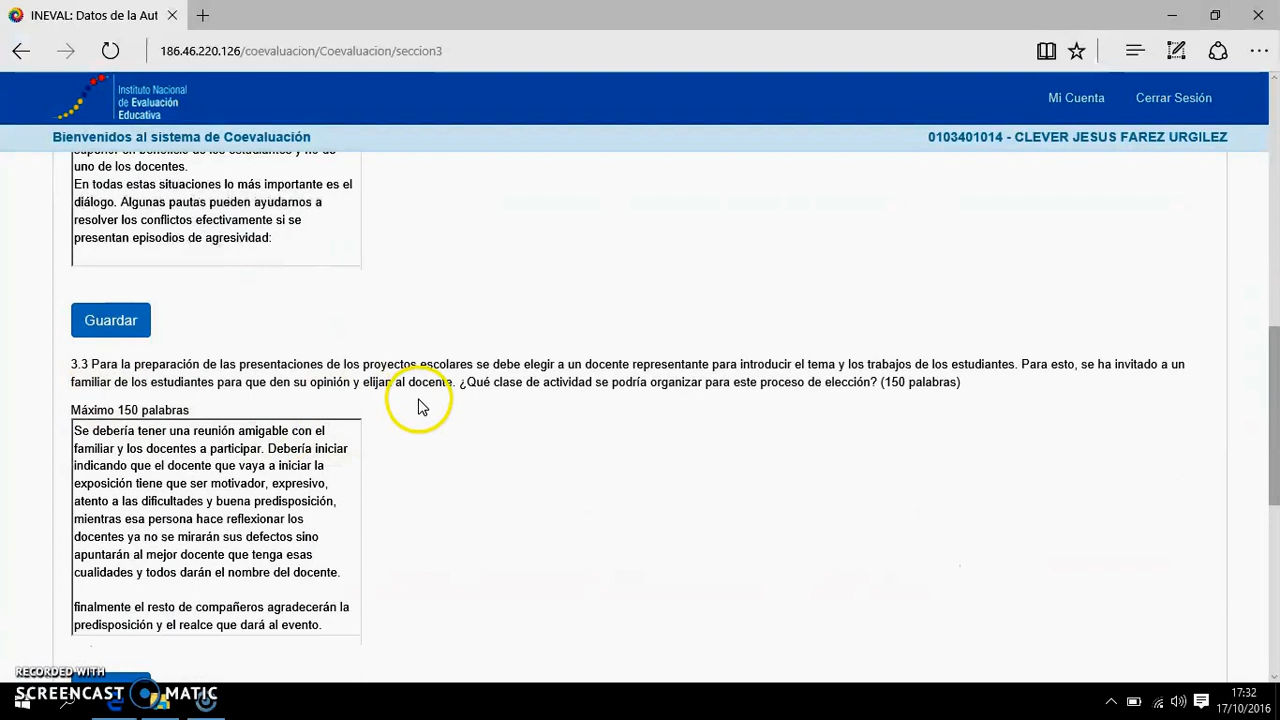 INEVAL: Datos de la Aut
186.46.220.126/coevaluacion/Coevaluacion/seccion3
Instituto Nacional
de Evaluación
Educativa
Mi Cuenta
Cerrar Sesión
Bienvenidos al sistema de Coevaluación
0103401014 - CLEVER JESUS FAREZ URGILEZ
superior en beneficio de los estudiantes y no de
uno de los docentes.
En todas estas situaciones lo más importante es el
diálogo. Algunas pautas pueden ayudarnos a
resolver los conflictos efectivamente si se
presentan episodios de agresividad:
Guardar
3.3 Para la preparación de las presentaciones de los proyectos escolares se debe elegir a un docente representante para introducir el tema y los trabajos de los estudiantes. Para esto, se ha invitado a un
familiar de los estudiantes para que den su opinión y elijan al docente. ¿Qué clase de actividad se podría organizar para este proceso de elección? (150 palabras)
Máximo 150 palabras
Se debería tener una reunión amigable con el
familiar y los docentes a participar. Debería iniciar
indicando que el docente que vaya a iniciar la
exposición tiene que ser motivador, expresivo,
atento a las dificultades y buena predisposición,
mientras esa persona hace reflexionar los
docentes ya no se mirarán sus defectos sino
apuntarán al mejor docente que tenga esas
cualidades y todos darán el nombre del docente.
finalmente el resto de compañeros agradecerán la
predisposición y el realce que dará al evento.
RECORDED WITH
SCREENCAST MATIC
17:32
17/10/2016